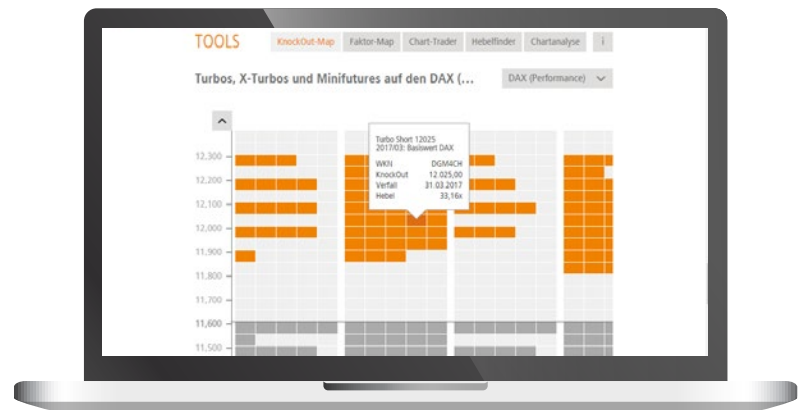 TOOLS
KnockOut-Map
Faktor-Map
Chart-Trader
Hebelfinder
Chartanalyse
i
Turbos, X-Turbos und Minifutures auf den DAX (...
DAX (Performance)
Turbo Short 12025
2017/03: Basiswert DAX
WKN DGM4CH
KnockOut 12.025,00
Verfall 31.03.2017
Hebel 33,16x
12,300
12,200
12,100
12,000
11,900
11,800
11,700
11,600
11,500